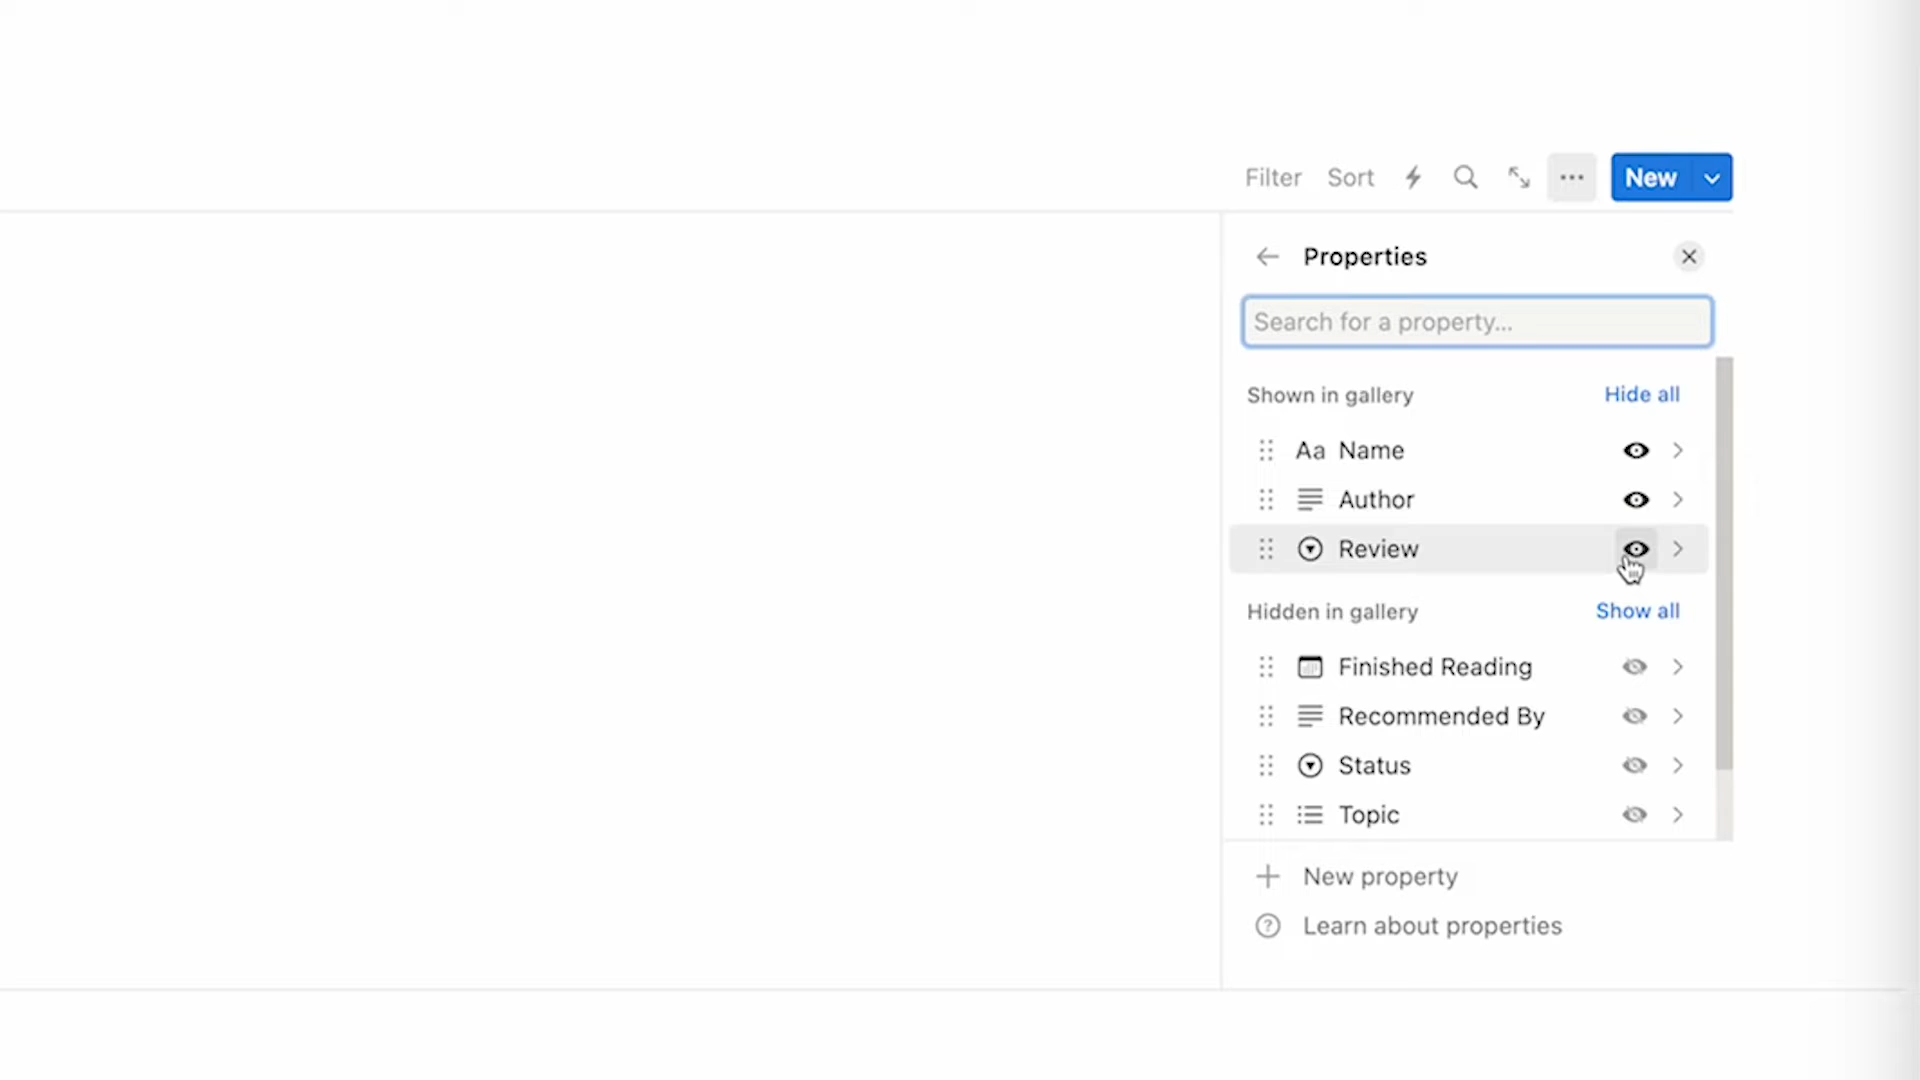 Filter Sort New
Properties
Search for a property...
Shown in gallery Hide all
Aa Name
Author
Review
Hidden in gallery Show all
Finished Reading
Recommended By
Status
Topic
New property
? Learn about properties